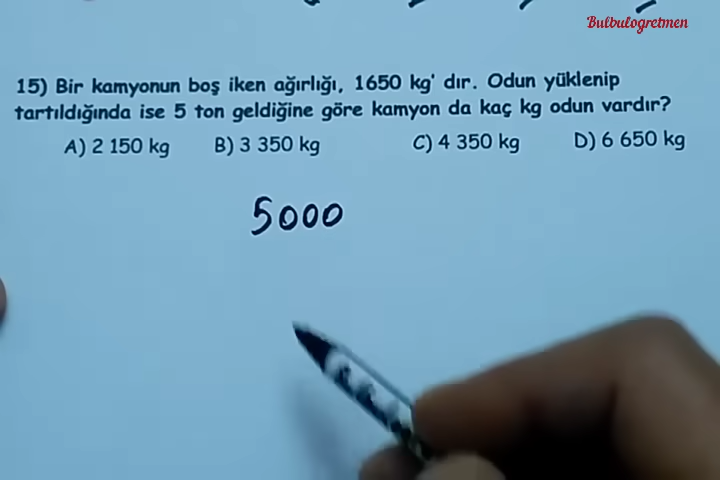 Bulbulogretmen
15) Bir kamyonun boş iken ağırlığı, 1650 kg' dır. Odun yüklenip
tartıldığında ise 5 ton geldiğine göre kamyon da kaç kg odun vardır?
A) 2 150 kg B) 3 350 kg C) 4 350 kg D) 6 650 kg
5000